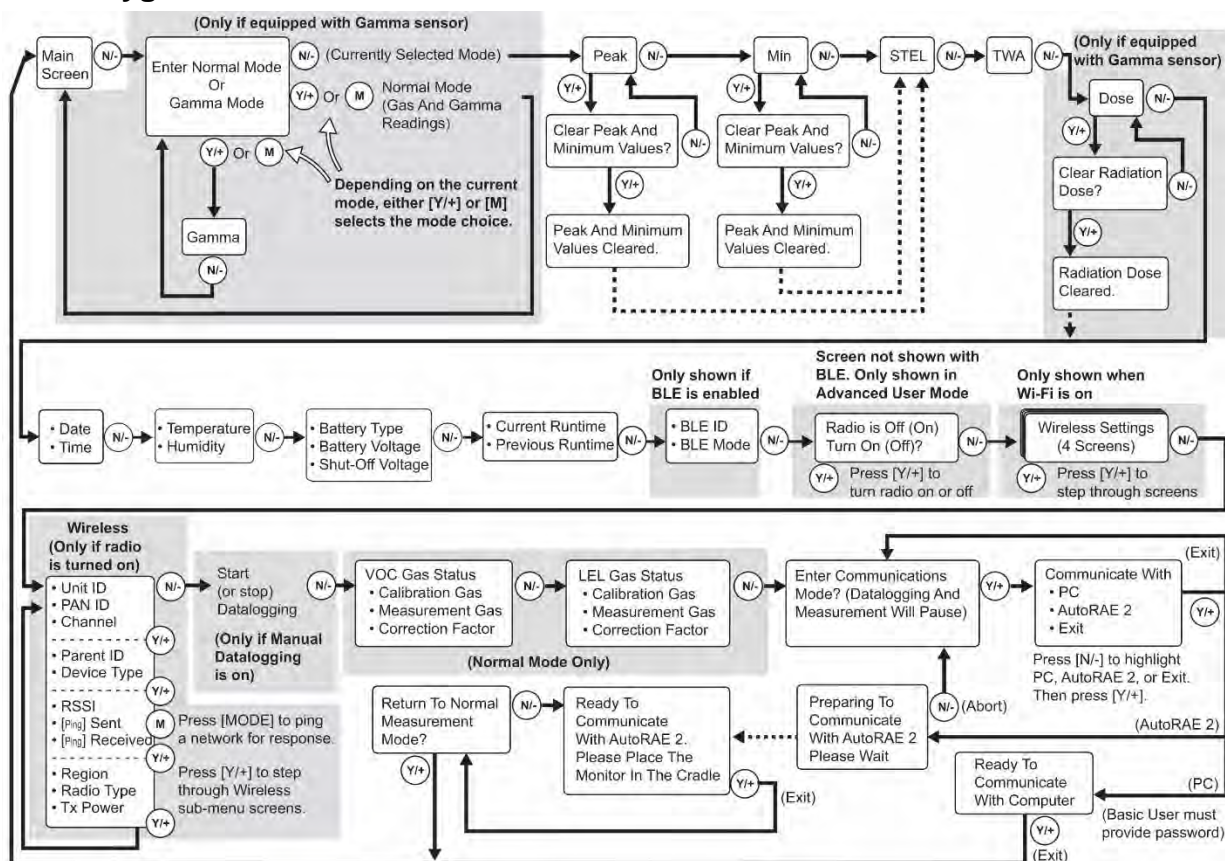 (Only if equipped with Gamma sensor)
Main
Screen
N/-
Enter Normal Mode
Or
Gamma Mode
N/-
(Currently Selected Mode)
Y/+
Or
M
Normal Mode
(Gas And Gamma
Readings)
Y/+
Or
M
Depending on the current
mode, either [Y/+] or [M]
selects the mode choice.
Gamma
N/-
Peak
N/-
Y/+
Clear Peak And
Minimum Values?
N/-
Y/+
Peak And Minimum
Values Cleared.
Min
N/-
Y/+
Clear Peak And
Minimum Values?
N/-
Y/+
Peak And Minimum
Values Cleared.
STEL
N/-
TWA
N/-
(Only if equipped
with Gamma sensor)
Dose
N/-
Y/+
Clear Radiation
Dose?
N/-
Y/+
Radiation Dose
Cleared.
• Date
• Time
N/-
• Temperature
• Humidity
N/-
• Battery Type
• Battery Voltage
• Shut-Off Voltage
N/-
• Current Runtime
• Previous Runtime
N/-
Only shown if
BLE is enabled
• BLE ID
• BLE Mode
N/-
Screen not shown with
BLE. Only shown in
Advanced User Mode
Radio is Off (On)
Turn On (Off)?
N/-
Y/+
Press [Y/+] to
turn radio on or off
Only shown when
Wi-Fi is on
Wireless Settings
(4 Screens)
N/-
Y/+
Press [Y/+] to
step through screens
Wireless
(Only if radio
is turned on)
• Unit ID
• PAN ID
• Channel
N/-
Y/+
• Parent ID
• Device Type
Y/+
• RSSI
• [Ping] Sent
• [Ping] Received
M
Press [MODE] to ping
a network for response.
Y/+
• Region
• Radio Type
• Tx Power
Press [Y/+] to step
through Wireless
sub-menu screens.
Y/+
Start
(or stop)
Datalogging
N/-
(Only if Manual
Datalogging
is on)
VOC Gas Status
• Calibration Gas
• Measurement Gas
• Correction Factor
N/-
LEL Gas Status
• Calibration Gas
• Measurement Gas
• Correction Factor
N/-
(Normal Mode Only)
Enter Communications
Mode? (Datalogging And
Measurement Will Pause)
Y/+
Communicate With
• PC
• AutoRAE 2
• Exit
(Exit)
Y/+
Press [N/-] to highlight
PC, AutoRAE 2, or Exit.
Then press [Y/+].
(AutoRAE 2)
N/-
(Abort)
Preparing To
Communicate
With AutoRAE 2
Please Wait
Ready To
Communicate
With AutoRAE 2.
Please Place The
Monitor In The Cradle
Y/+
(Exit)
N/-
Return To Normal
Measurement
Mode?
Y/+
Ready To
Communicate
With Computer
(PC)
(Basic User must
provide password)
Y/+
(Exit)